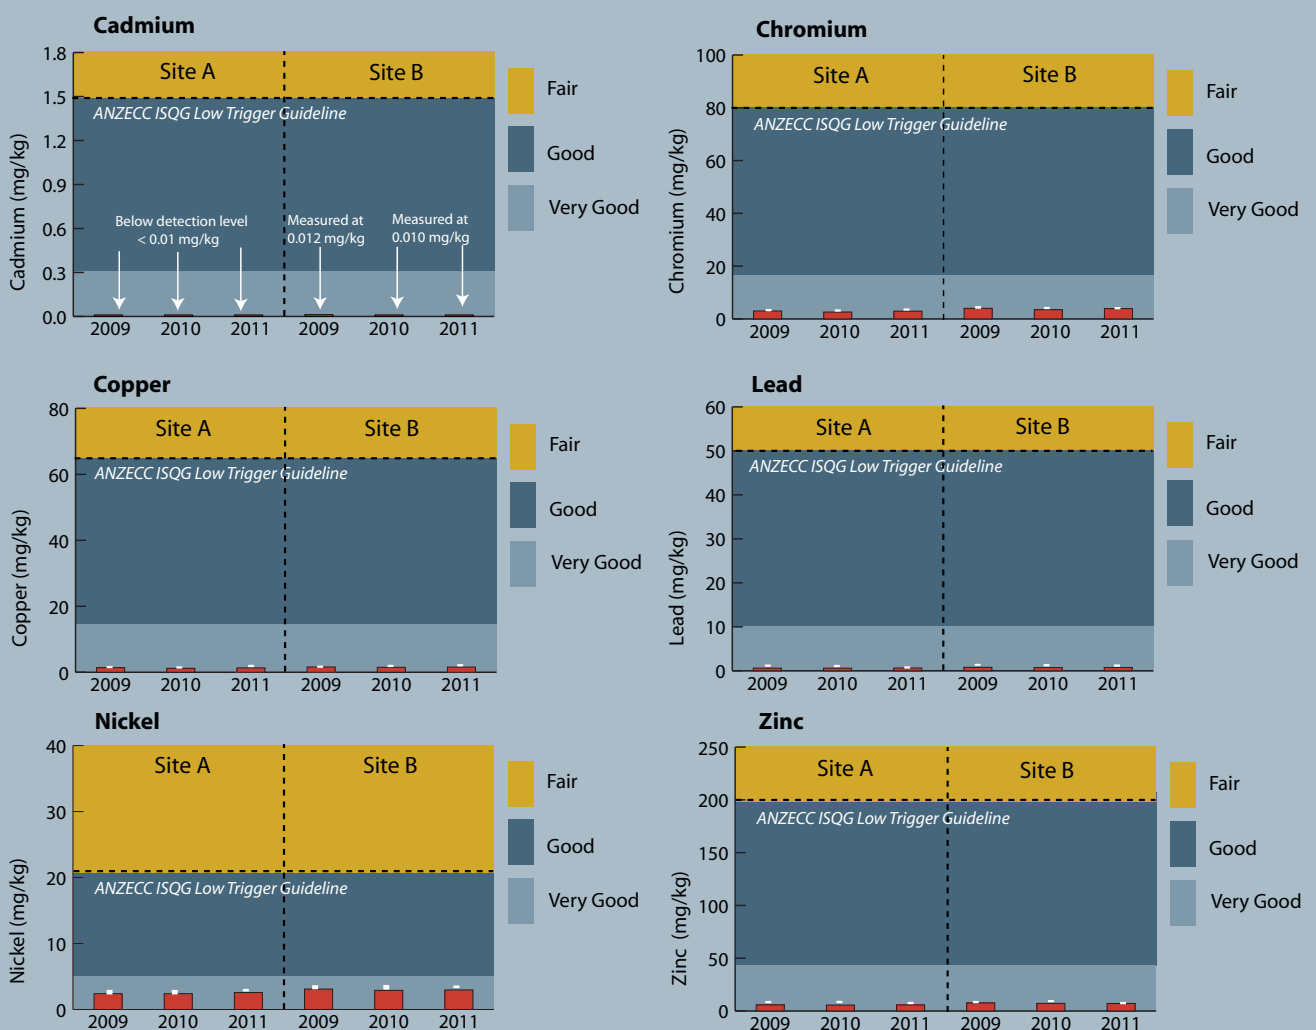 Cadmium
1.8
1.5
1.2
0.9
0.6
0.3
0.0
Cadmium (mg/kg)
Site A
Site B
ANZECC ISQG Low Trigger Guideline
Below detection level
< 0.01 mg/kg
Measured at
0.012 mg/kg
Measured at
0.010 mg/kg
2009 2010 2011 2009 2010 2011
Fair
Good
Very Good
Chromium
100
80
60
40
20
0
Chromium (mg/kg)
Site A
Site B
ANZECC ISQG Low Trigger Guideline
2009 2010 2011 2009 2010 2011
Fair
Good
Very Good
Copper
80
60
40
20
0
Copper (mg/kg)
Site A
Site B
ANZECC ISQG Low Trigger Guideline
2009 2010 2011 2009 2010 2011
Fair
Good
Very Good
Lead
60
50
40
30
20
10
0
Lead (mg/kg)
Site A
Site B
ANZECC ISQG Low Trigger Guideline
2009 2010 2011 2009 2010 2011
Fair
Good
Very Good
Nickel
40
30
20
10
0
Nickel (mg/kg)
Site A
Site B
ANZECC ISQG Low Trigger Guideline
2009 2010 2011 2009 2010 2011
Fair
Good
Very Good
Zinc
250
200
150
100
50
0
Zinc (mg/kg)
Site A
Site B
ANZECC ISQG Low Trigger Guideline
2009 2010 2011 2009 2010 2011
Fair
Good
Very Good